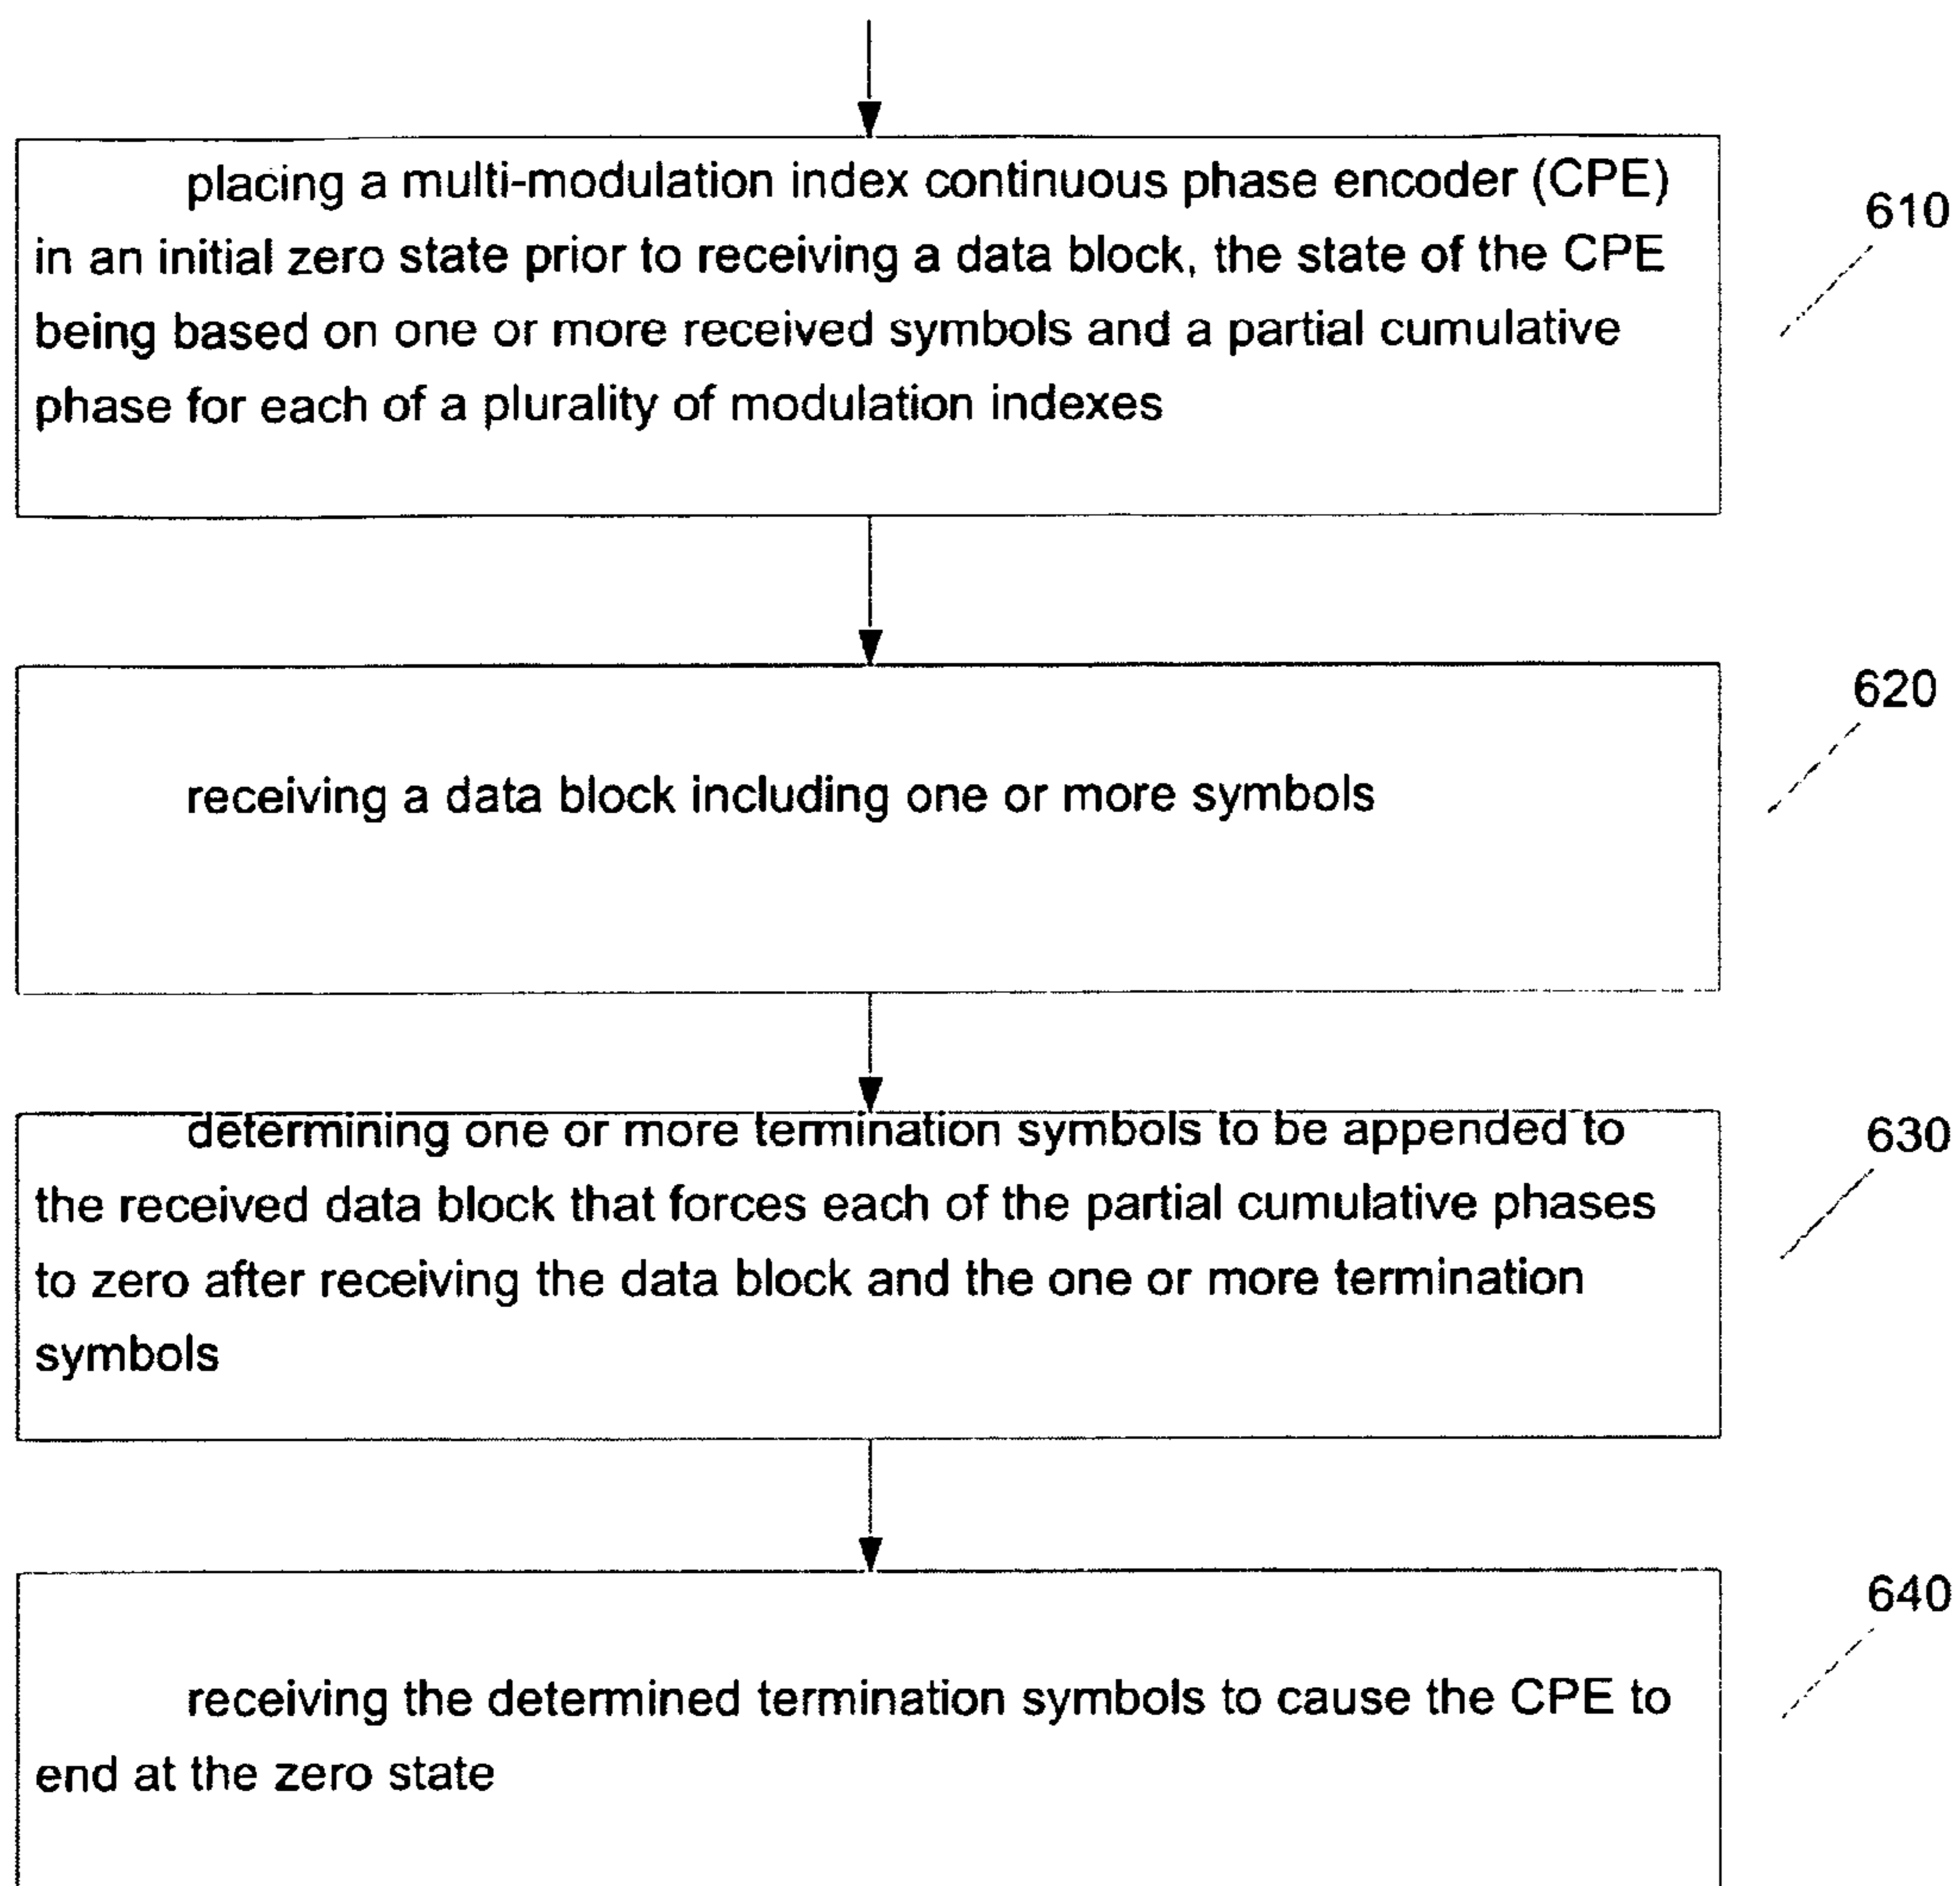 placing a multi-modulation index continuous phase encoder (CPE)
in an initial zero state prior to receiving a data block, the state of the CPE
being based on one or more received symbols and a partial cumulative
phase for each of a plurality of modulation indexes
610
620
receiving a data block including one or more symbols
630
determining one or more termination symbols to be appended to
the received data block that forces each of the partial cumulative phases
to zero after receiving the data block and the one or more termination
symbols
640
receiving the determined termination symbols to cause the CPE to
end at the zero state